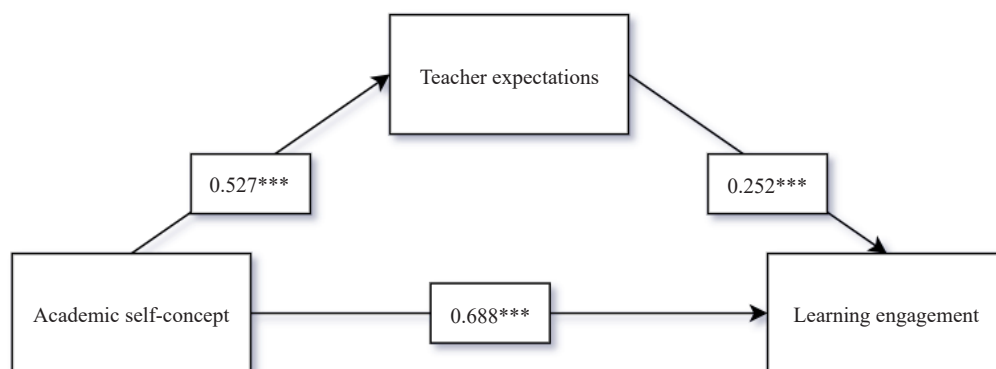 Teacher expectations
0.527***
0.252***
Academic self-concept
0.688***
Learning engagement